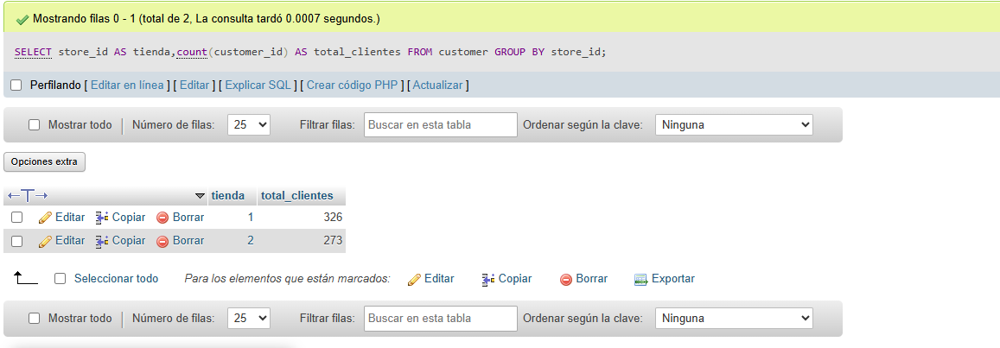 Mostrando filas 0 - 1 (total de 2, La consulta tardó 0.0007 segundos.)
SELECT store_id AS tienda,count(customer_id) AS total_clientes FROM customer GROUP BY store_id;
Perfilando [ Editar en línea ] [ Editar ] [ Explicar SQL ] [ Crear código PHP ] [ Actualizar ]
Mostrar todo | Número de filas: 25 Filtrar filas: Buscar en esta tabla Ordenar según la clave: Ninguna
Opciones extra
tienda total_clientes
Editar Copiar Borrar 1 326
Editar Copiar Borrar 2 273
Seleccionar todo Para los elementos que están marcados: Editar Copiar Borrar Exportar
Mostrar todo | Número de filas: 25 Filtrar filas: Buscar en esta tabla Ordenar según la clave: Ninguna